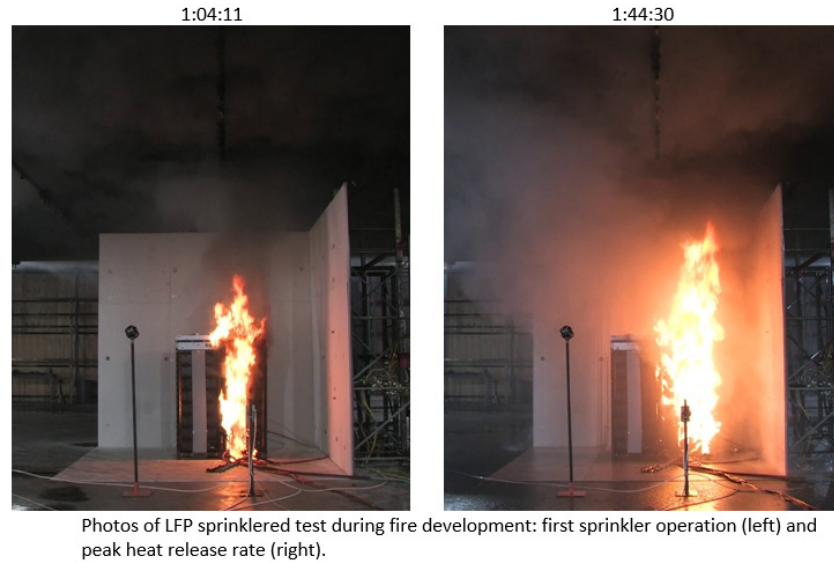 1:04:11
1:44:30
Photos of LFP sprinklered test during fire development: first sprinkler operation (left) and
peak heat release rate (right).